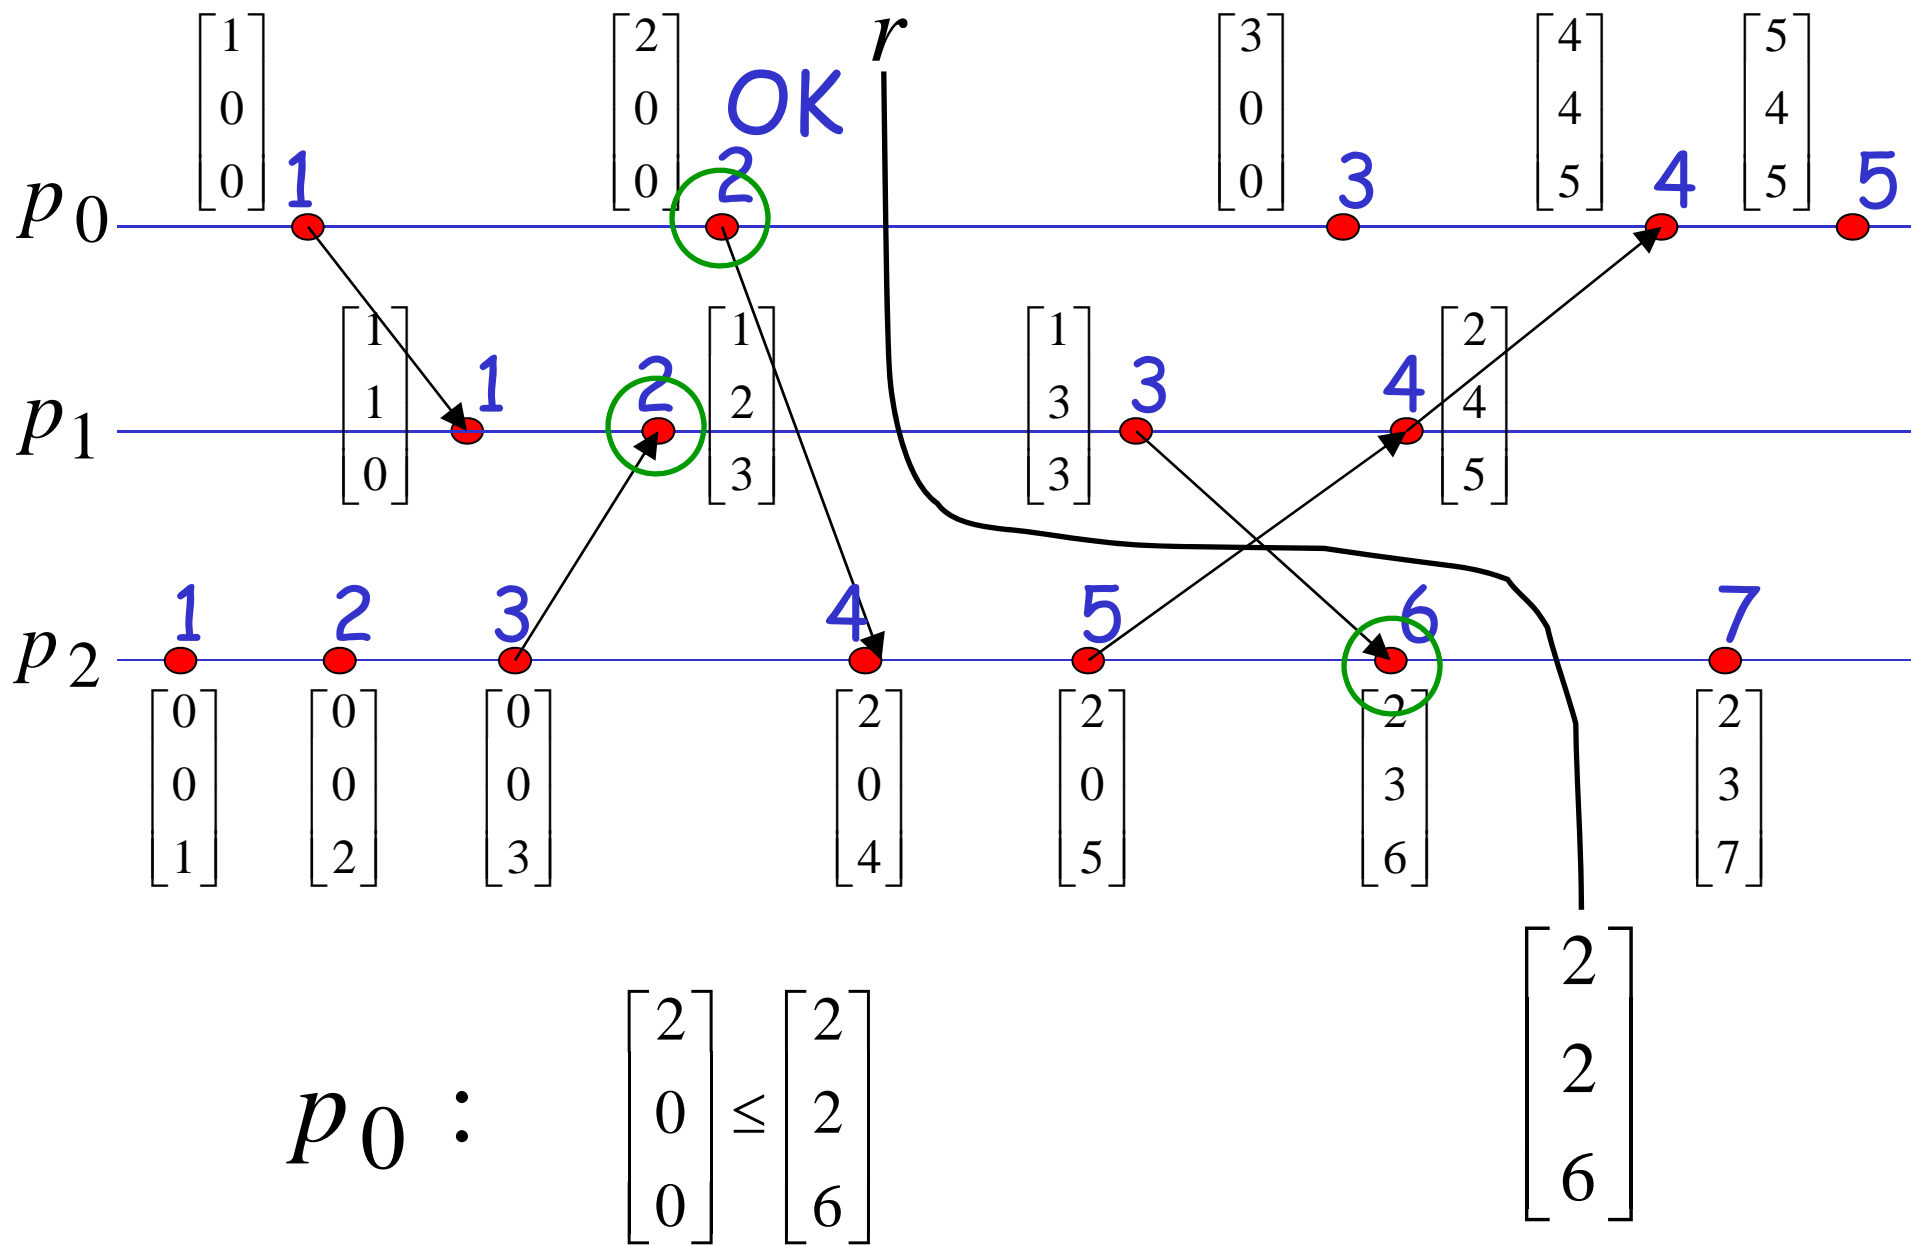 1 2 r 3 4 5
0 0 OK 0 4 4
0 0 0 5 5
1 2 3 4 5
p0
1 1 1 2
1 2 3 4
1 2 3 4
p1
0 3 3 5
1 2 3 4 5 6 7
p2
0 0 0 2 2 2 2
0 0 0 0 0 3 3
1 2 3 4 5 6 7
2
2
6
2 2
p0 : 0 ≤ 2
0 6